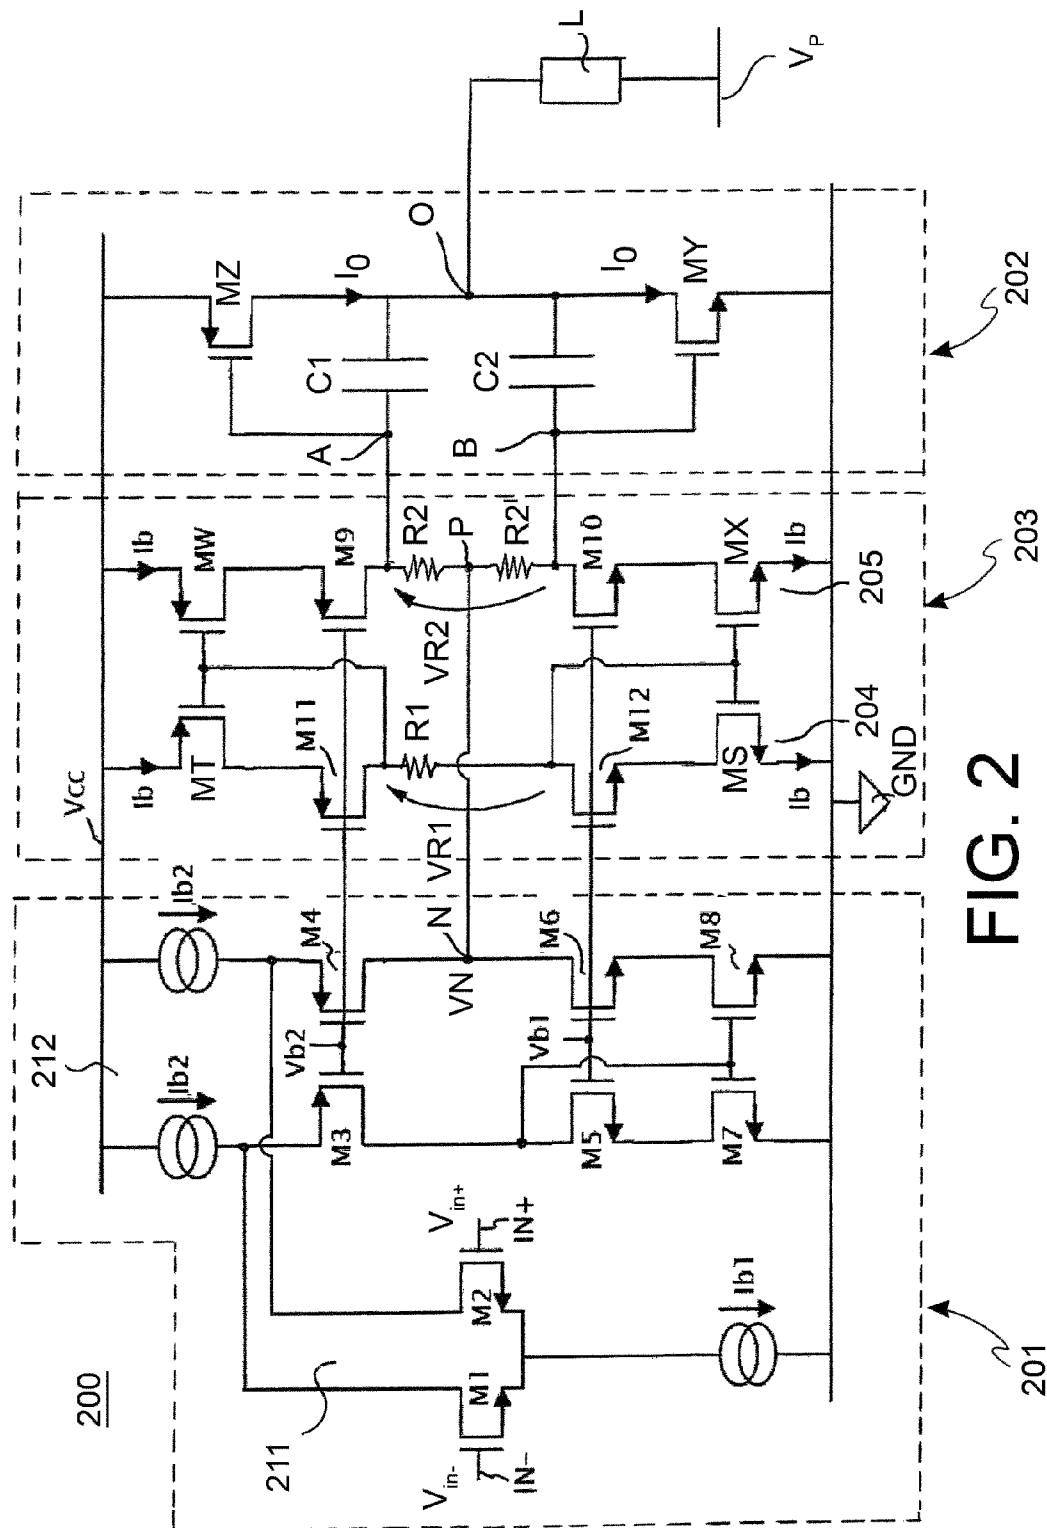 200
212
Vcc
Ib2
Ib2
Ib
MT
Ib
MW
MZ
I0
O
L
VP
211
Vin-
IN-
M1
M2
Vin+
IN+
Ib1
M3
Vb2
M4
M5
Vb1
M6
M7
M8
VN
N
M11
M9
VR1
R1
VR2
R2
P
R2'
M12
M10
MS
MX
Ib
Ib
204
205
GND
A
C1
B
C2
I0
MY
201
203
202
FIG. 2